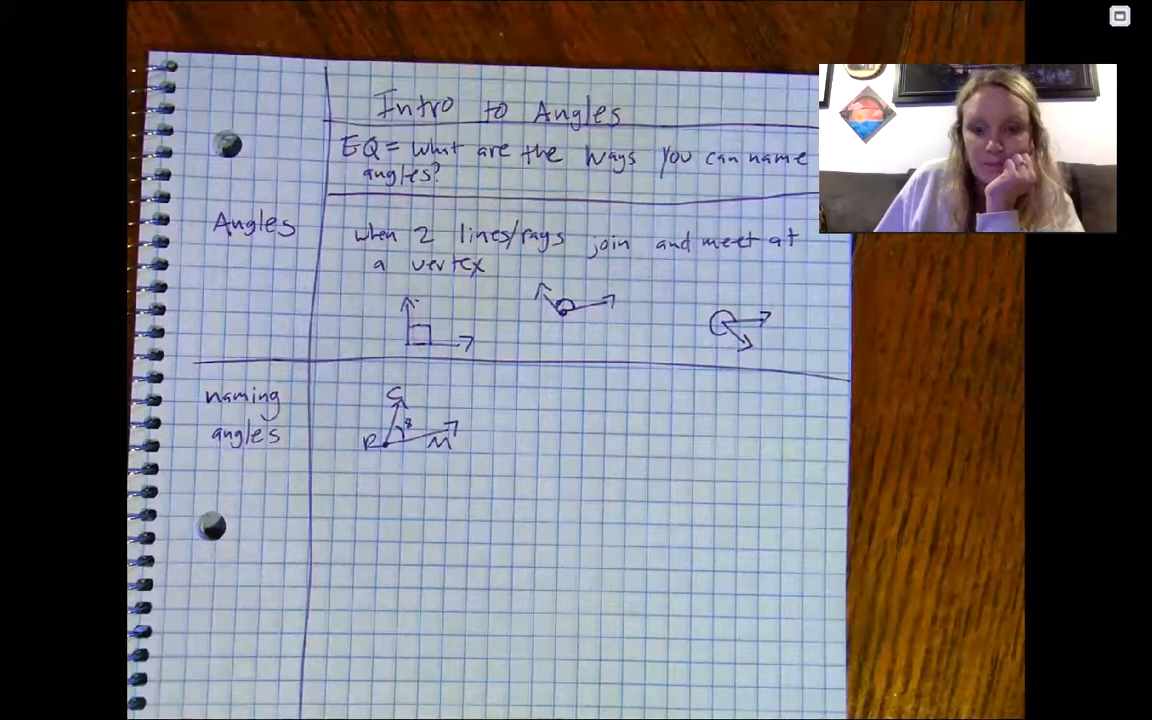 Intro to Angles
EQ = What are the ways you can name
angles?
Angles
when 2 lines/rays join and meet at
a vertex
naming
angles
G
8
R
M